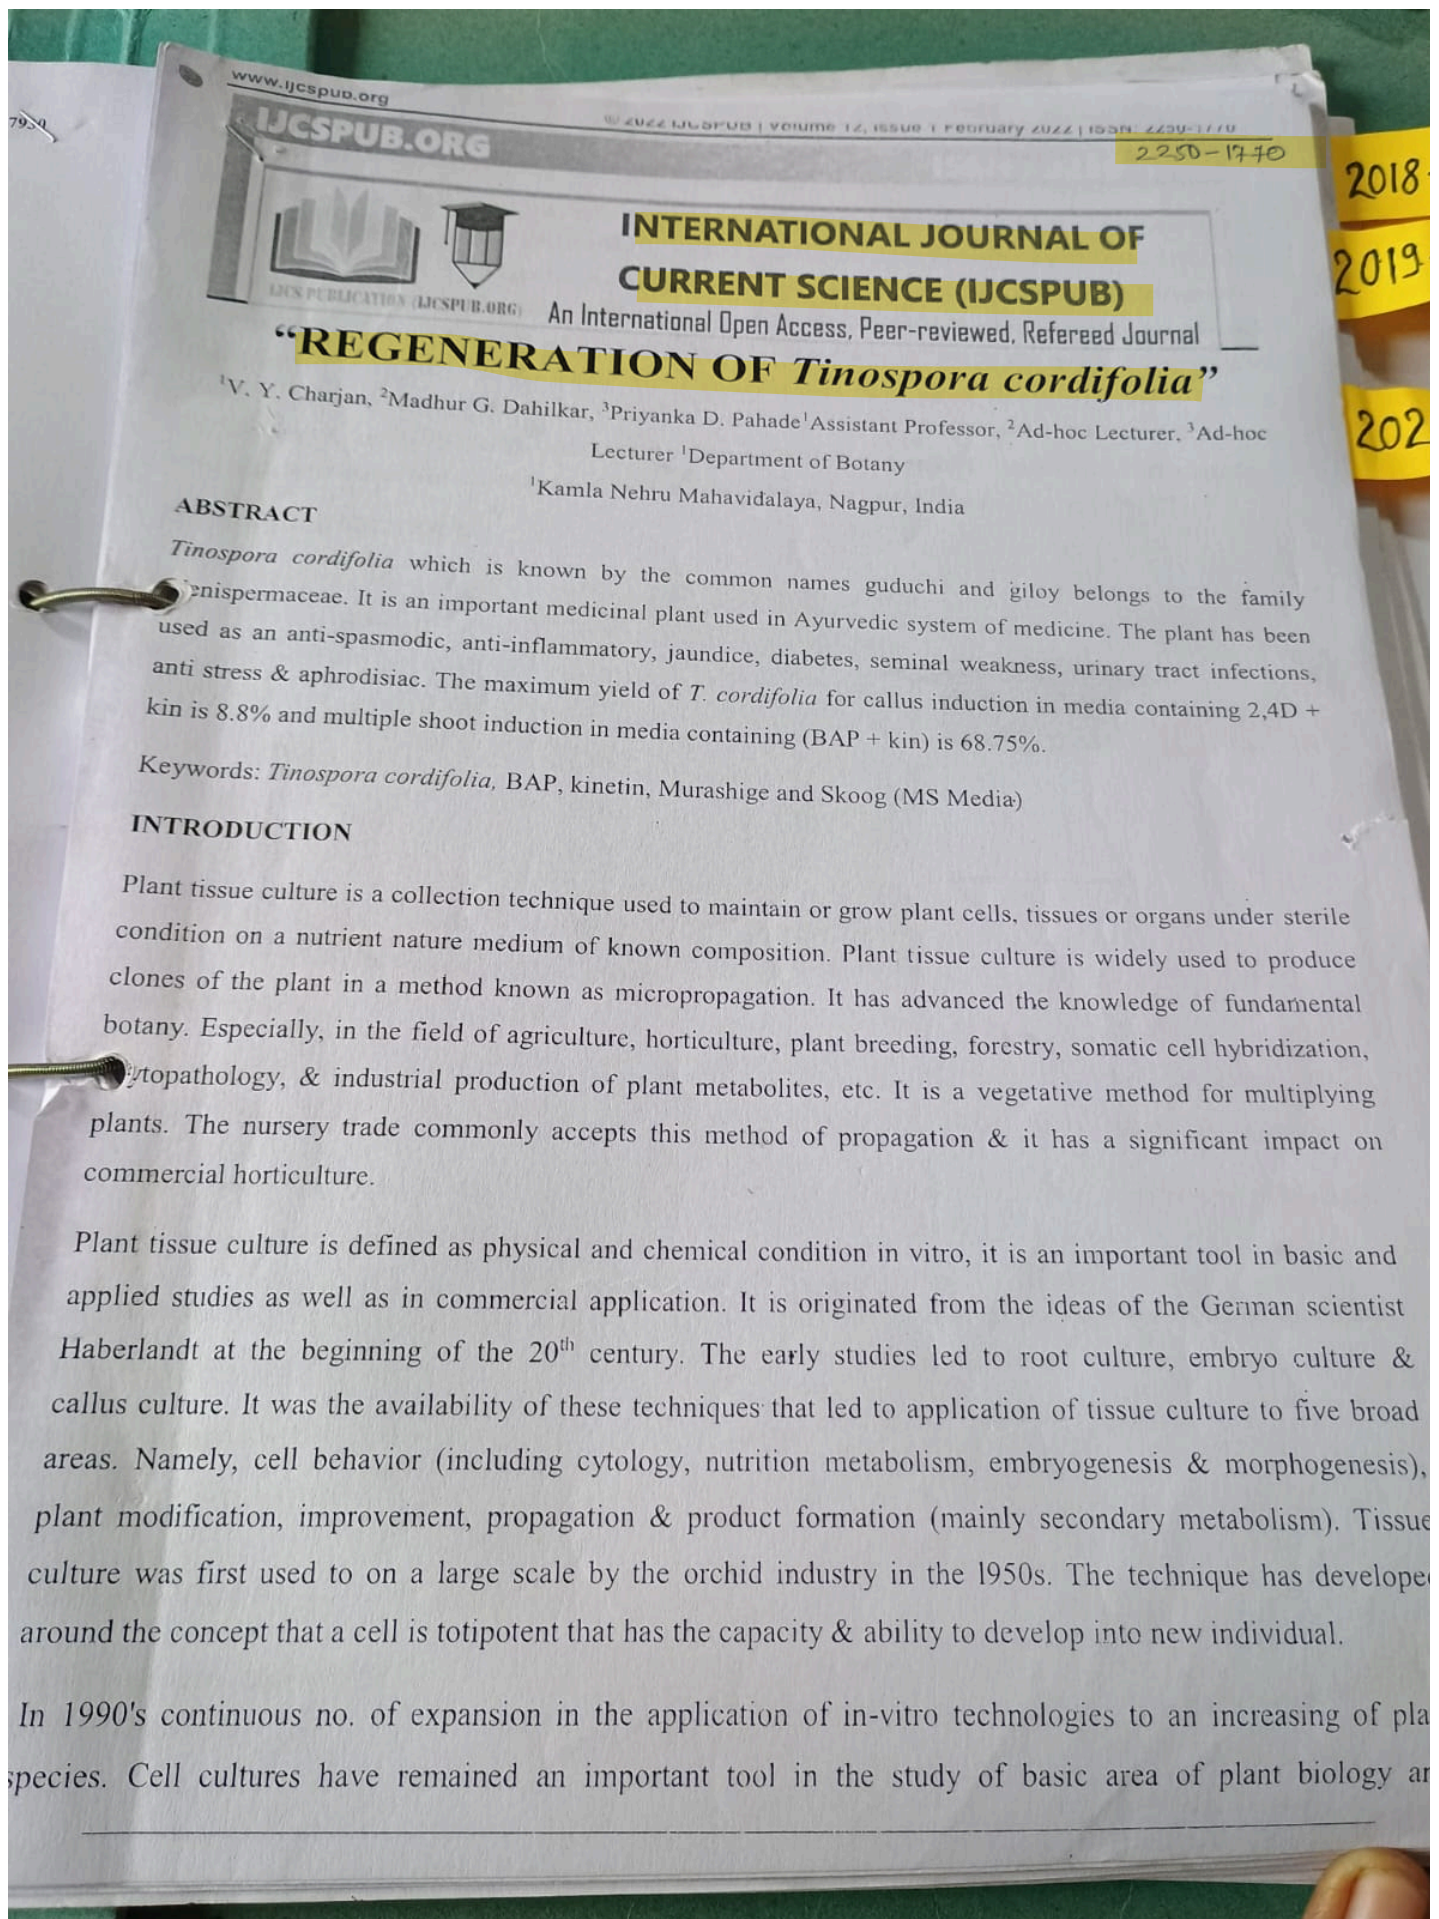 www.ijcspub.org
7950
© 2022 IJCSPUB | Volume 12, Issue 1 February 2022 | ISSN: 2250-1770
IJCSPUB.ORG
2250-1770
2018
INTERNATIONAL JOURNAL OF
2019
CURRENT SCIENCE (IJCSPUB)
IJCS PUBLICATION (IJCSPUB.ORG)
An International Open Access, Peer-reviewed, Refereed Journal
“REGENERATION OF Tinospora cordifolia”
202
¹V. Y. Charjan, ²Madhur G. Dahilkar, ³Priyanka D. Pahade ¹Assistant Professor, ²Ad-hoc Lecturer, ³Ad-hoc
Lecturer ¹Department of Botany
¹Kamla Nehru Mahavidalaya, Nagpur, India
ABSTRACT
Tinospora cordifolia which is known by the common names guduchi and giloy belongs to the family
enispermaceae. It is an important medicinal plant used in Ayurvedic system of medicine. The plant has been
used as an anti-spasmodic, anti-inflammatory, jaundice, diabetes, seminal weakness, urinary tract infections,
anti stress & aphrodisiac. The maximum yield of T. cordifolia for callus induction in media containing 2,4D +
kin is 8.8% and multiple shoot induction in media containing (BAP + kin) is 68.75%.
Keywords: Tinospora cordifolia, BAP, kinetin, Murashige and Skoog (MS Media)
INTRODUCTION
Plant tissue culture is a collection technique used to maintain or grow plant cells, tissues or organs under sterile
condition on a nutrient nature medium of known composition. Plant tissue culture is widely used to produce
clones of the plant in a method known as micropropagation. It has advanced the knowledge of fundamental
botany. Especially, in the field of agriculture, horticulture, plant breeding, forestry, somatic cell hybridization,
ytopathology, & industrial production of plant metabolites, etc. It is a vegetative method for multiplying
plants. The nursery trade commonly accepts this method of propagation & it has a significant impact on
commercial horticulture.
Plant tissue culture is defined as physical and chemical condition in vitro, it is an important tool in basic and
applied studies as well as in commercial application. It is originated from the ideas of the German scientist
Haberlandt at the beginning of the 20th century. The early studies led to root culture, embryo culture &
callus culture. It was the availability of these techniques that led to application of tissue culture to five broad
areas. Namely, cell behavior (including cytology, nutrition metabolism, embryogenesis & morphogenesis),
plant modification, improvement, propagation & product formation (mainly secondary metabolism). Tissue
culture was first used to on a large scale by the orchid industry in the 1950s. The technique has develope
around the concept that a cell is totipotent that has the capacity & ability to develop into new individual.
In 1990's continuous no. of expansion in the application of in-vitro technologies to an increasing of pla
species. Cell cultures have remained an important tool in the study of basic area of plant biology an